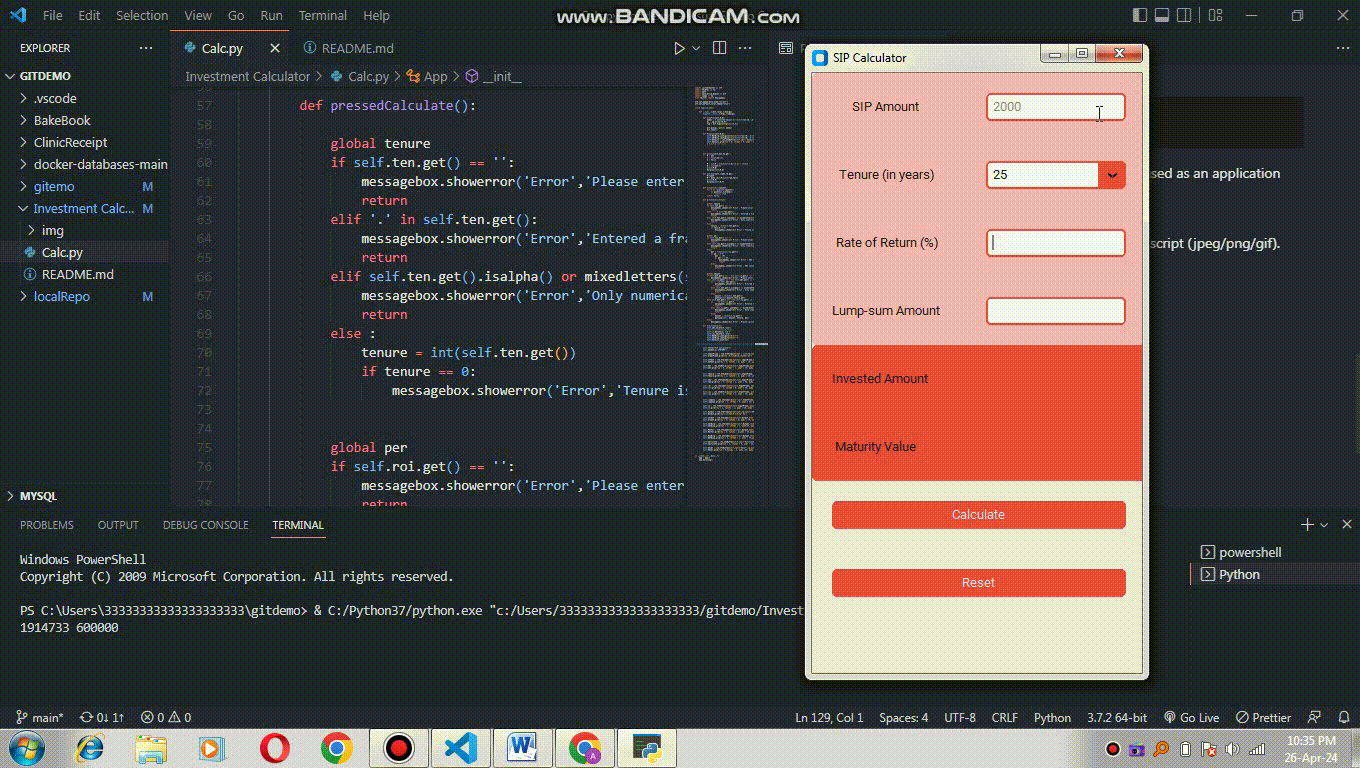 File Edit Selection View Go Run Terminal Help
www.BANDICAM.com
EXPLORER
GITDEMO
.vscode
BakeBook
ClinicReceipt
docker-databases-main
gitemo M
Investment Calc... M
img
Calc.py
README.md
localRepo M
MYSQL
Calc.py README.md
Investment Calculator > Calc.py > App > __init__
57 def pressedCalculate():
58
59 global tenure
60 if self.ten.get() == '':
61 messagebox.showerror('Error','Please enter
62 return
63 elif '.' in self.ten.get():
64 messagebox.showerror('Error','Entered a fra
65 return
66 elif self.ten.get().isalpha() or mixedletters(s
67 messagebox.showerror('Error','Only numerica
68 return
69 else :
70 tenure = int(self.ten.get())
71 if tenure == 0:
72 messagebox.showerror('Error','Tenure is
73
74
75 global per
76 if self.roi.get() == '':
77 messagebox.showerror('Error','Please enter
78 return
sed as an application
script (jpeg/png/gif).
SIP Calculator
SIP Amount 2000
Tenure (in years) 25
Rate of Return (%)
Lump-sum Amount
Invested Amount
Maturity Value
Calculate
Reset
PROBLEMS OUTPUT DEBUG CONSOLE TERMINAL
Windows PowerShell
Copyright (C) 2009 Microsoft Corporation. All rights reserved.
PS C:\Users\33333333333333333333\gitdemo> & C:/Python37/python.exe "c:/Users/33333333333333333333/gitdemo/Invest
1914733 600000
powershell
Python
main* 0↓ 1↑ 0 0
Ln 129, Col 1 Spaces: 4 UTF-8 CRLF Python 3.7.2 64-bit Go Live Prettier
10:35 PM
26-Apr-24